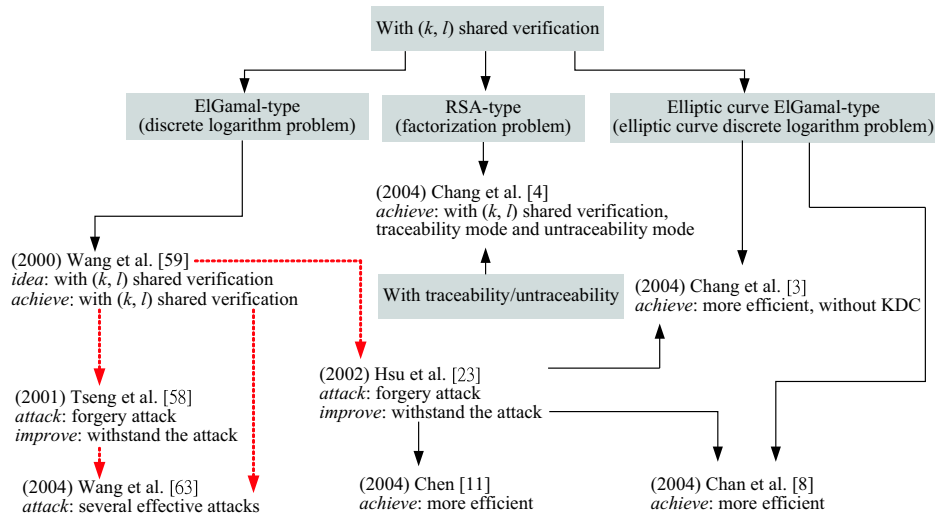 With (k, l) shared verification
ElGamal-type
(discrete logarithm problem)
RSA-type
(factorization problem)
Elliptic curve ElGamal-type
(elliptic curve discrete logarithm problem)
(2004) Chang et al. [4]
achieve: with (k, l) shared verification,
traceability mode and untraceability mode
(2000) Wang et al. [59]
idea: with (k, l) shared verification
achieve: with (k, l) shared verification
With traceability/untraceability
(2004) Chang et al. [3]
achieve: more efficient, without KDC
(2002) Hsu et al. [23]
attack: forgery attack
improve: withstand the attack
(2001) Tseng et al. [58]
attack: forgery attack
improve: withstand the attack
(2004) Wang et al. [63]
attack: several effective attacks
(2004) Chen [11]
achieve: more efficient
(2004) Chan et al. [8]
achieve: more efficient